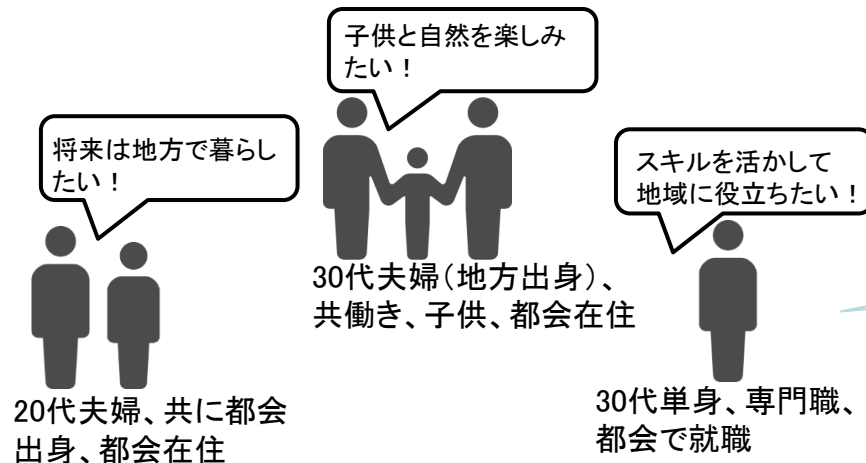 子供と自然を楽しみ
たい！
将来は地方で暮らし
たい！
スキルを活かして
地域に役立ちたい！
30代夫婦（地方出身）、
共働き、子供、都会在住
20代夫婦、共に都会
出身、都会在住
30代単身、専門職、
都会で就職